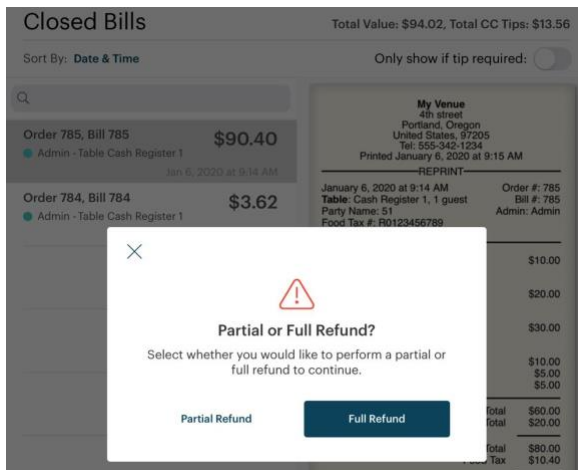 Closed Bills
Total Value: $94.02, Total CC Tips: $13.56
Sort By: Date & Time
Only show if tip required:
Order 785, Bill 785
$90.40
Admin - Table Cash Register 1
Jan 6, 2020 at 9:14 AM
Order 784, Bill 784
$3.62
Admin - Table Cash Register 1
My Venue
4th street
Portland, Oregon
United States, 97205
Tel: 555-342-1234
Printed January 6, 2020 at 9:15 AM
REPRINT
January 6, 2020 at 9:14 AM Order #: 785
Table: Cash Register 1, 1 guest Bill #: 785
Party Name: 51 Admin: Admin
Food Tax #: R0123456789
$10.00
$20.00
$30.00
$10.00
$5.00
$5.00
Total $60.00
Total $20.00
Total $80.00
Tax $10.40
Partial or Full Refund?
Select whether you would like to perform a partial or
full refund to continue.
Partial Refund
Full Refund